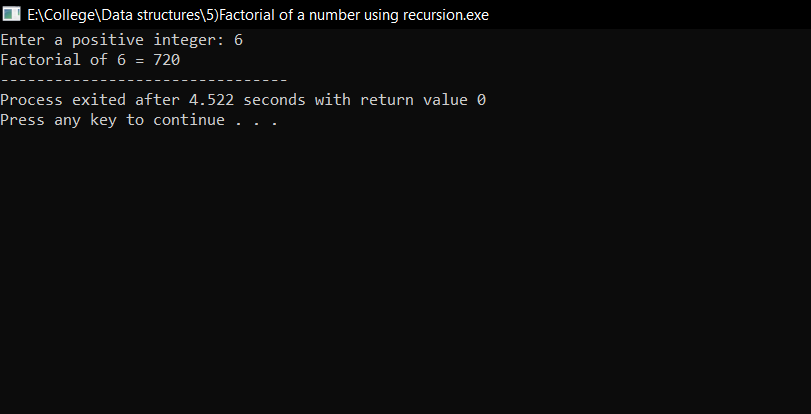 E:\College\Data structures\5)Factorial of a number using recursion.exe
Enter a positive integer: 6
Factorial of 6 = 720
--------------------------------
Process exited after 4.522 seconds with return value 0
Press any key to continue . . .